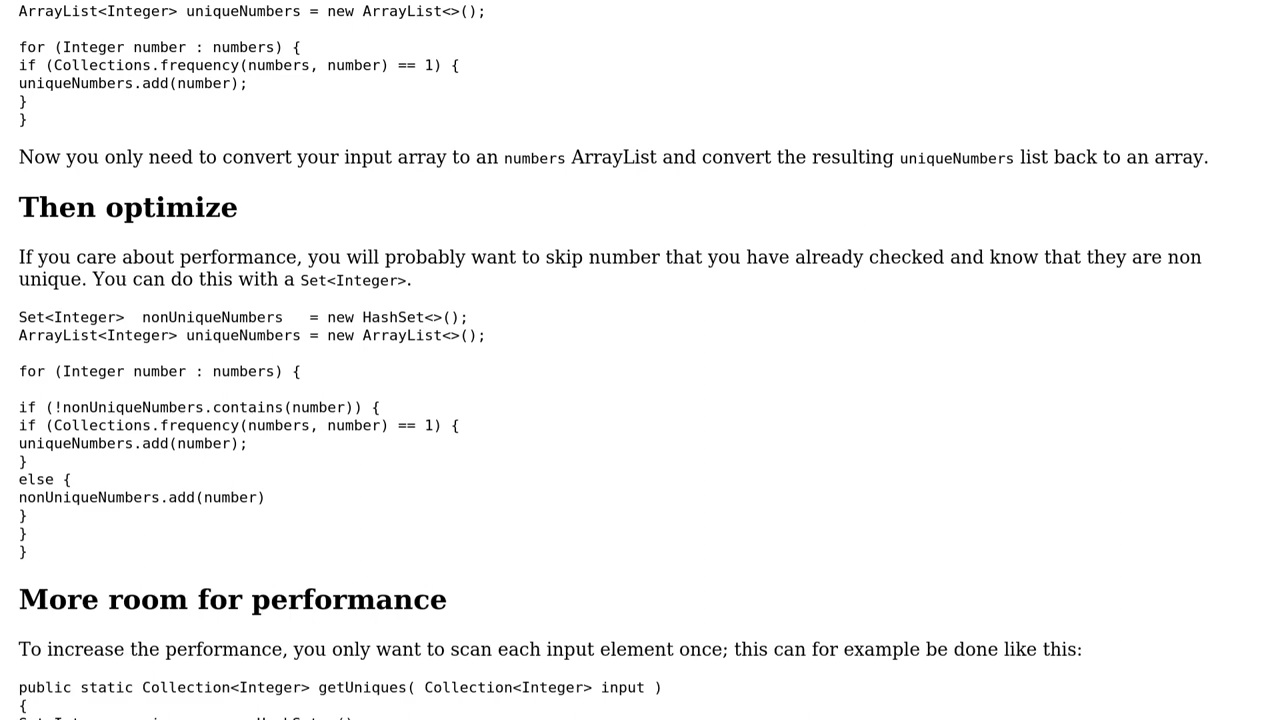 ArrayList<Integer> uniqueNumbers = new ArrayList<>();
for (Integer number : numbers) {
if (Collections.frequency(numbers, number) == 1) {
uniqueNumbers.add(number);
}
}
Now you only need to convert your input array to an numbers ArrayList and convert the resulting uniqueNumbers list back to an array.
Then optimize
If you care about performance, you will probably want to skip number that you have already checked and know that they are non
unique. You can do this with a Set<Integer>.
Set<Integer>  nonUniqueNumbers   = new HashSet<>();
ArrayList<Integer> uniqueNumbers = new ArrayList<>();
for (Integer number : numbers) {
if (!nonUniqueNumbers.contains(number)) {
if (Collections.frequency(numbers, number) == 1) {
uniqueNumbers.add(number);
}
else {
nonUniqueNumbers.add(number)
}
}
}
More room for performance
To increase the performance, you only want to scan each input element once; this can for example be done like this:
public static Collection<Integer> getUniques( Collection<Integer> input )
{